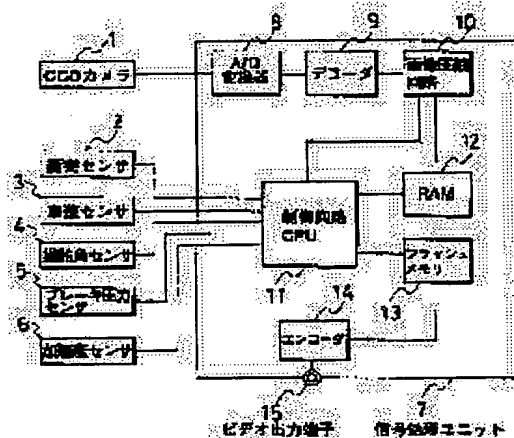 1
CCDカメラ
8
A/D
変換器
9
デコーダ
10
画像圧縮
回路
2
衝突センサ
3
車速センサ
4
操舵角センサ
5
ブレーキ圧力
センサ
6
加速度センサ
制御回路
CPU
11
12
RAM
フラッシュ
メモリ
13
14
エンコーダ
15
ビデオ出力端子
7
信号処理ユニット